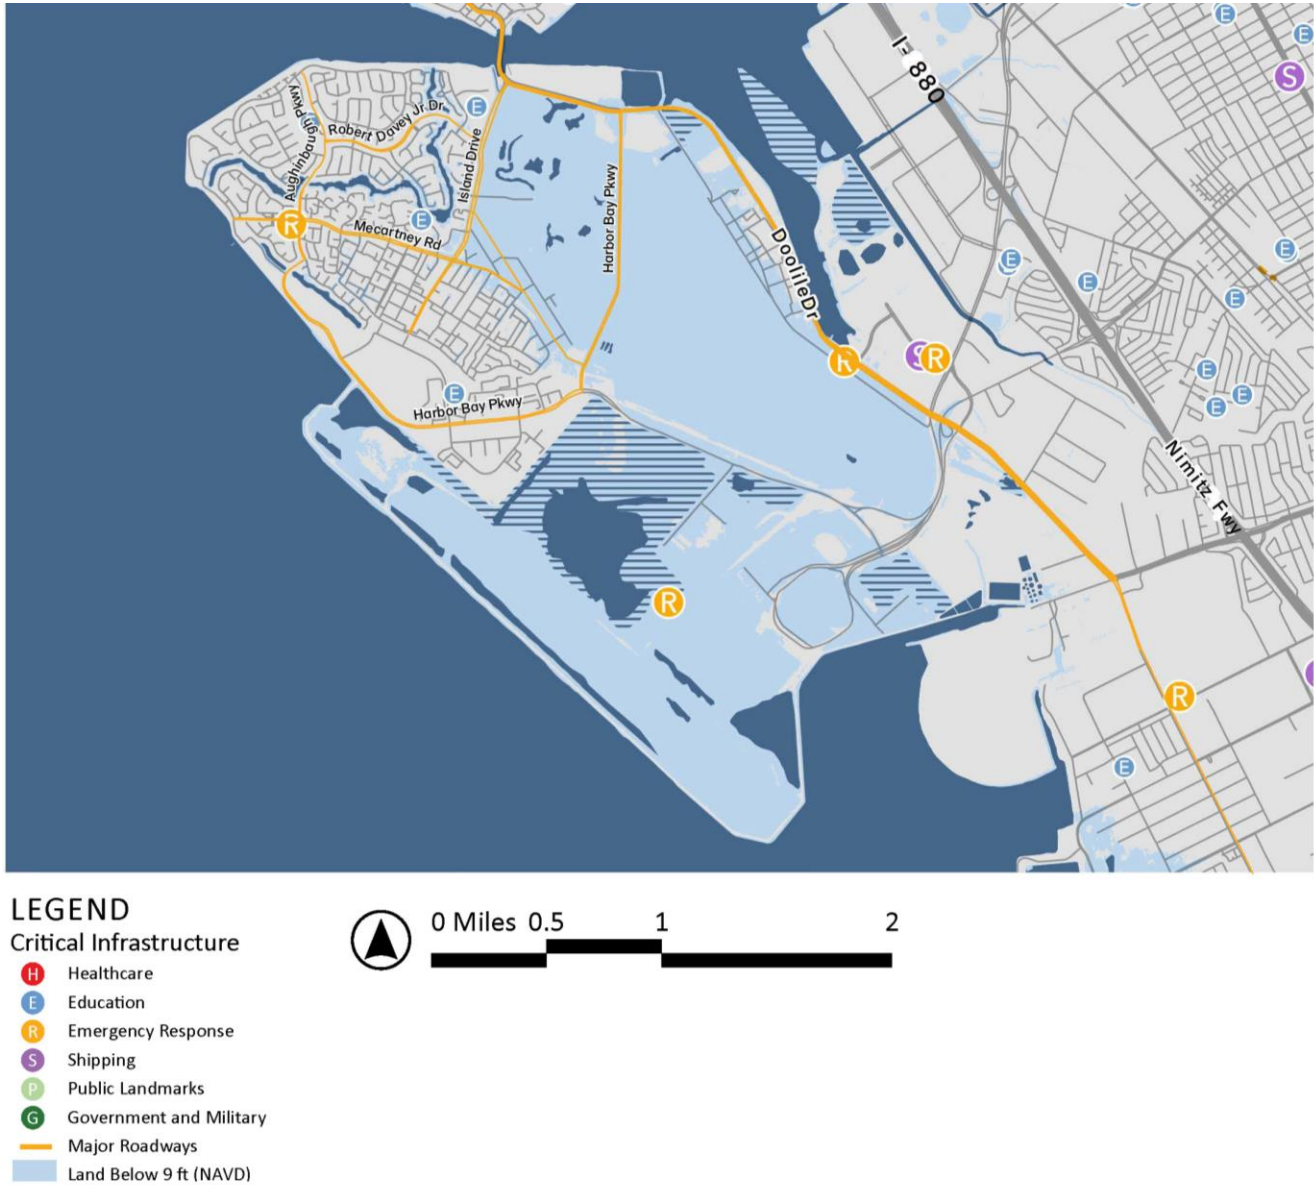 I-880
S
E
E
E
E
Aughinbaugh Pkwy
Robert Davey Jr Dr
E
Island Drive
Harbor Bay Pkwy
R
E
Mecartney Rd
DoolileDr
E
E
E
E
R
S
R
E
E
E
E
Harbor Bay Pkwy
Nimitz Fwy
R
R
E
LEGEND
Critical Infrastructure
H Healthcare
E Education
R Emergency Response
S Shipping
P Public Landmarks
G Government and Military
Major Roadways
Land Below 9 ft (NAVD)
0 Miles 0.5 1 2